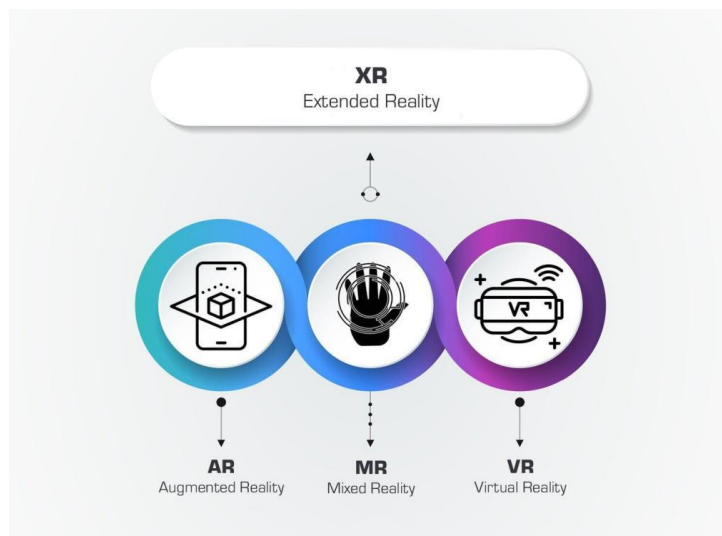 XR
Extended Reality
VR
AR
Augmented Reality
MR
Mixed Reality
VR
Virtual Reality